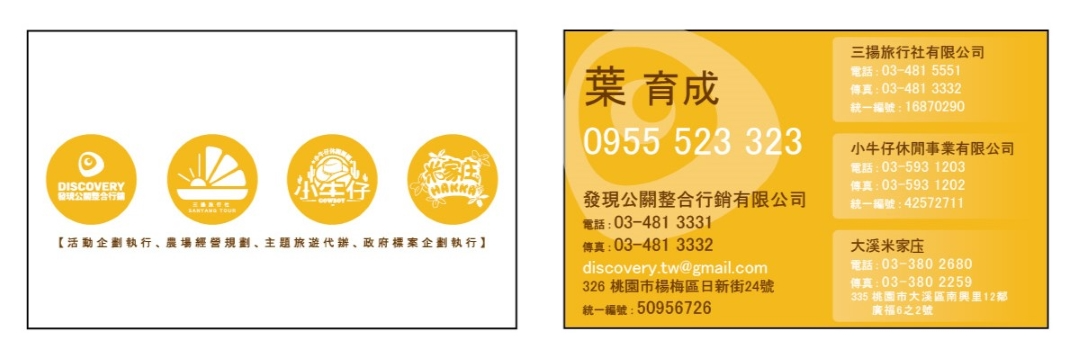 DISCOVERY
發現公關整合行銷
三揚旅行社
SANYANG TOUR
小牛仔休閒農場
小牛仔
COWBOY
米家庄
HAKKA
【活動企劃執行、農場經營規劃、主題旅遊代辦、政府標案企劃執行】
葉 育成
0955 523 323
發現公關整合行銷有限公司
電話 : 03-481 3331
傳真 : 03-481 3332
discovery.tw@gmail.com
326 桃園市楊梅區日新街24號
統一編號 : 50956726
三揚旅行社有限公司
電話 : 03-481 5551
傳真 : 03-481 3332
統一編號 : 16870290
小牛仔休閒事業有限公司
電話 : 03-593 1203
傳真 : 03-593 1202
統一編號 : 42572711
大溪米家庄
電話 : 03-380 2680
傳真 : 03-380 2259
335 桃園市大溪區南興里12鄰
廣福6之2號